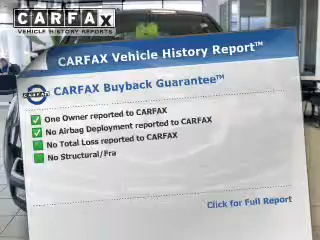 CARFAX
VEHICLE HISTORY REPORTS
CARFAX Vehicle History Report™
CARFAX
CARFAX Buyback Guarantee™
One Owner reported to CARFAX
No Airbag Deployment reported to CARFAX
No Total Loss reported to CARFAX
No Structural/Fra
Click for Full Report